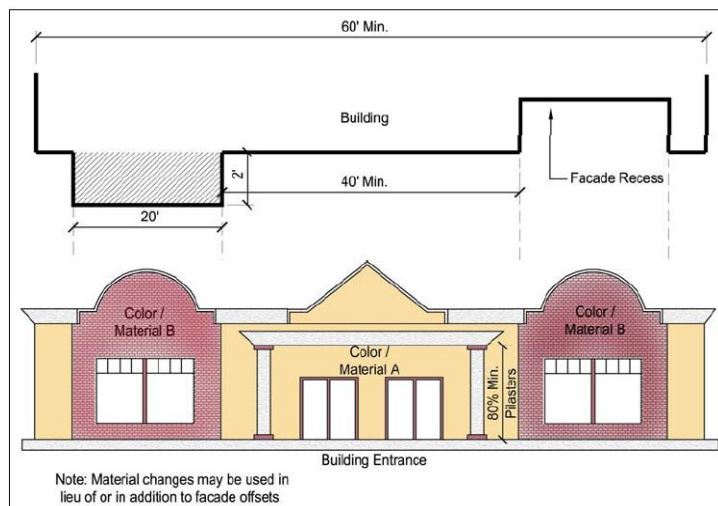 60' Min.
Building
2'
Facade Recess
40' Min.
20'
Color /
Material B
Color /
Material A
80% Min.
Pilasters
Color /
Material B
Building Entrance
Note: Material changes may be used in
lieu of or in addition to facade offsets